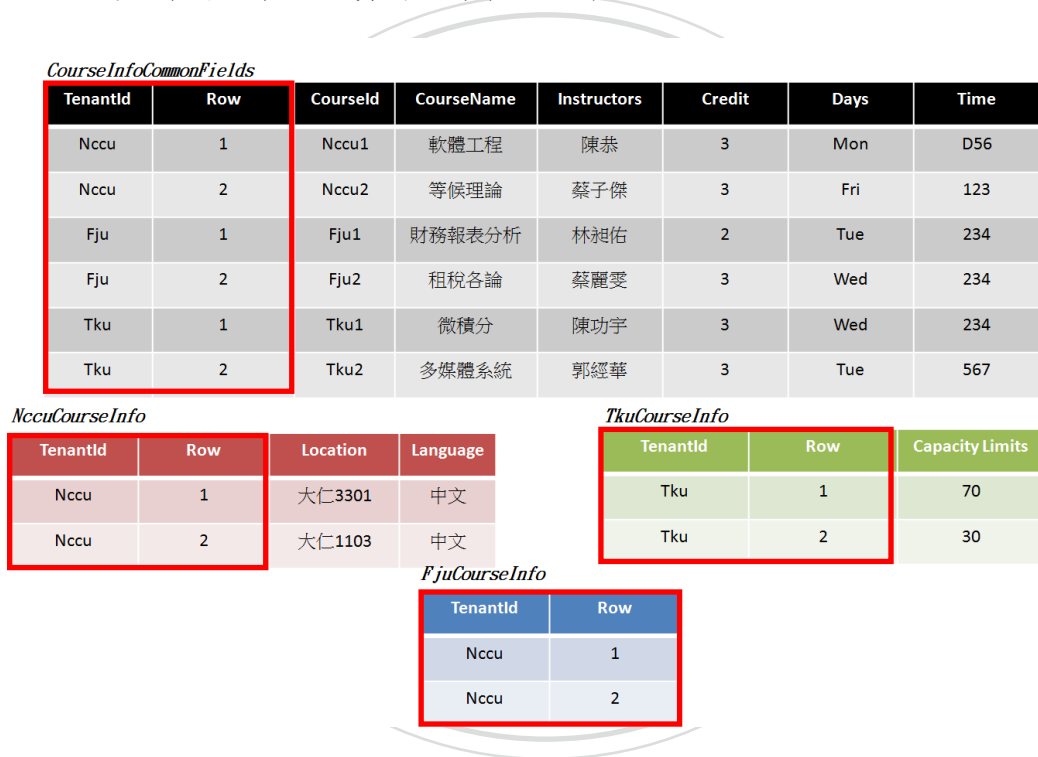 CourseInfoCommonFields
TenantId Row CourseId CourseName Instructors Credit Days Time
Nccu 1 Nccu1 軟體工程 陳恭 3 Mon D56
Nccu 2 Nccu2 等候理論 蔡子傑 3 Fri 123
Fju 1 Fju1 財務報表分析 林昶佑 2 Tue 234
Fju 2 Fju2 租稅各論 蔡麗雯 3 Wed 234
Tku 1 Tku1 微積分 陳功宇 3 Wed 234
Tku 2 Tku2 多媒體系統 郭經華 3 Tue 567
NccuCourseInfo TkuCourseInfo
TenantId Row Location Language TenantId Row Capacity Limits
Nccu 1 大仁3301 中文 Tku 1 70
Nccu 2 大仁1103 中文 Tku 2 30
FjuCourseInfo
TenantId Row
Nccu 1
Nccu 2